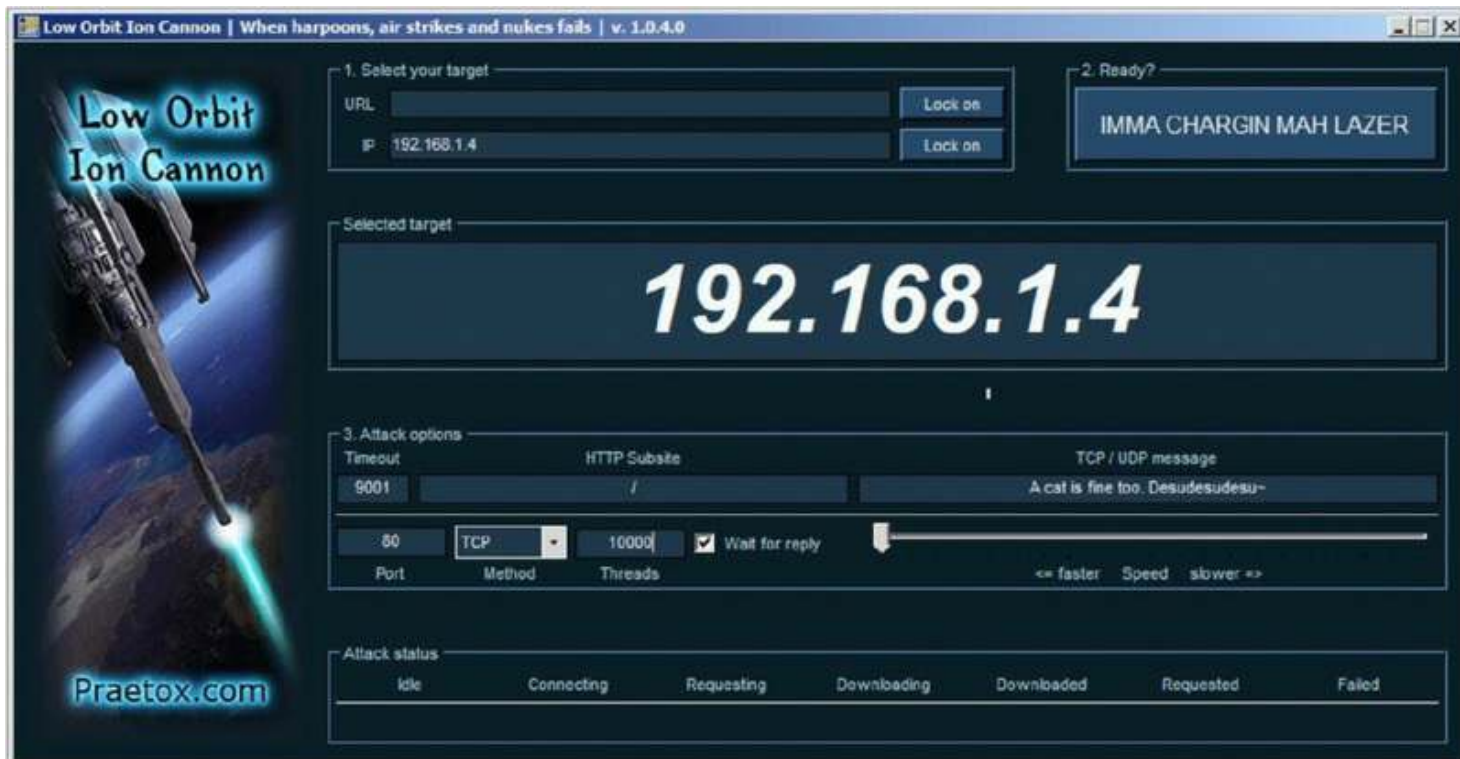 Low Orbit Ion Cannon | When harpoons, air strikes and nukes fails | v. 1.0.4.0
Low Orbit
Ion Cannon
Praetox.com
1. Select your target
URL Lock on
IP 192.168.1.4 Lock on
2. Ready?
IMMA CHARGIN MAH LAZER
Selected target
192.168.1.4
3. Attack options
Timeout HTTP Subsite TCP / UDP message
9001 / A cat is fine too. Desudesudesu~
80 TCP 10000 Wait for reply
Port Method Threads <= faster Speed slower =>
Attack status
Idle Connecting Requesting Downloading Downloaded Requested Failed